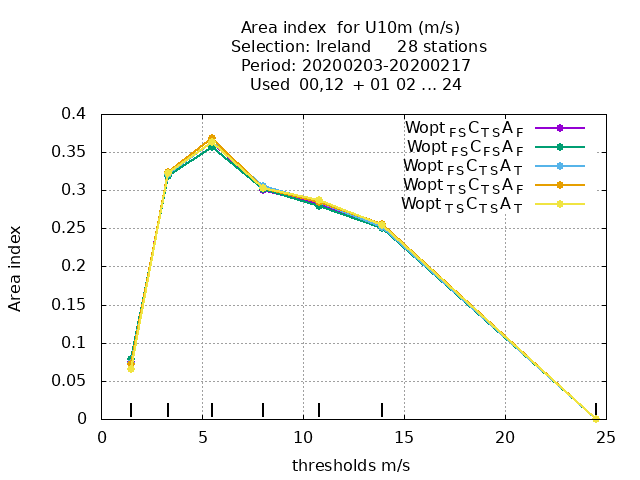 Area index  for U10m (m/s)
Selection: Ireland     28 stations
Period: 20200203-20200217
Used  00,12  + 01 02 ... 24
Wopt FS C TS A F
Wopt FS C FS A F
Wopt FS C TS A T
Wopt TS C TS A F
Wopt TS C TS A T
0.4
0.35
0.3
0.25
0.2
0.15
0.1
0.05
0
Area index
0 5 10 15 20 25
thresholds m/s